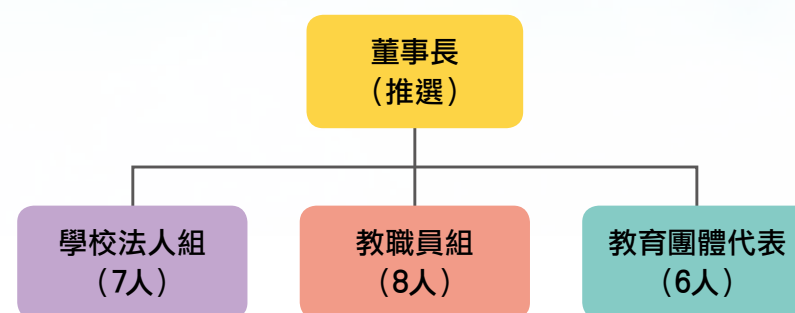 董事長
（推選）
學校法人組
（7人）
教職員組
（8人）
教育團體代表
（6人）